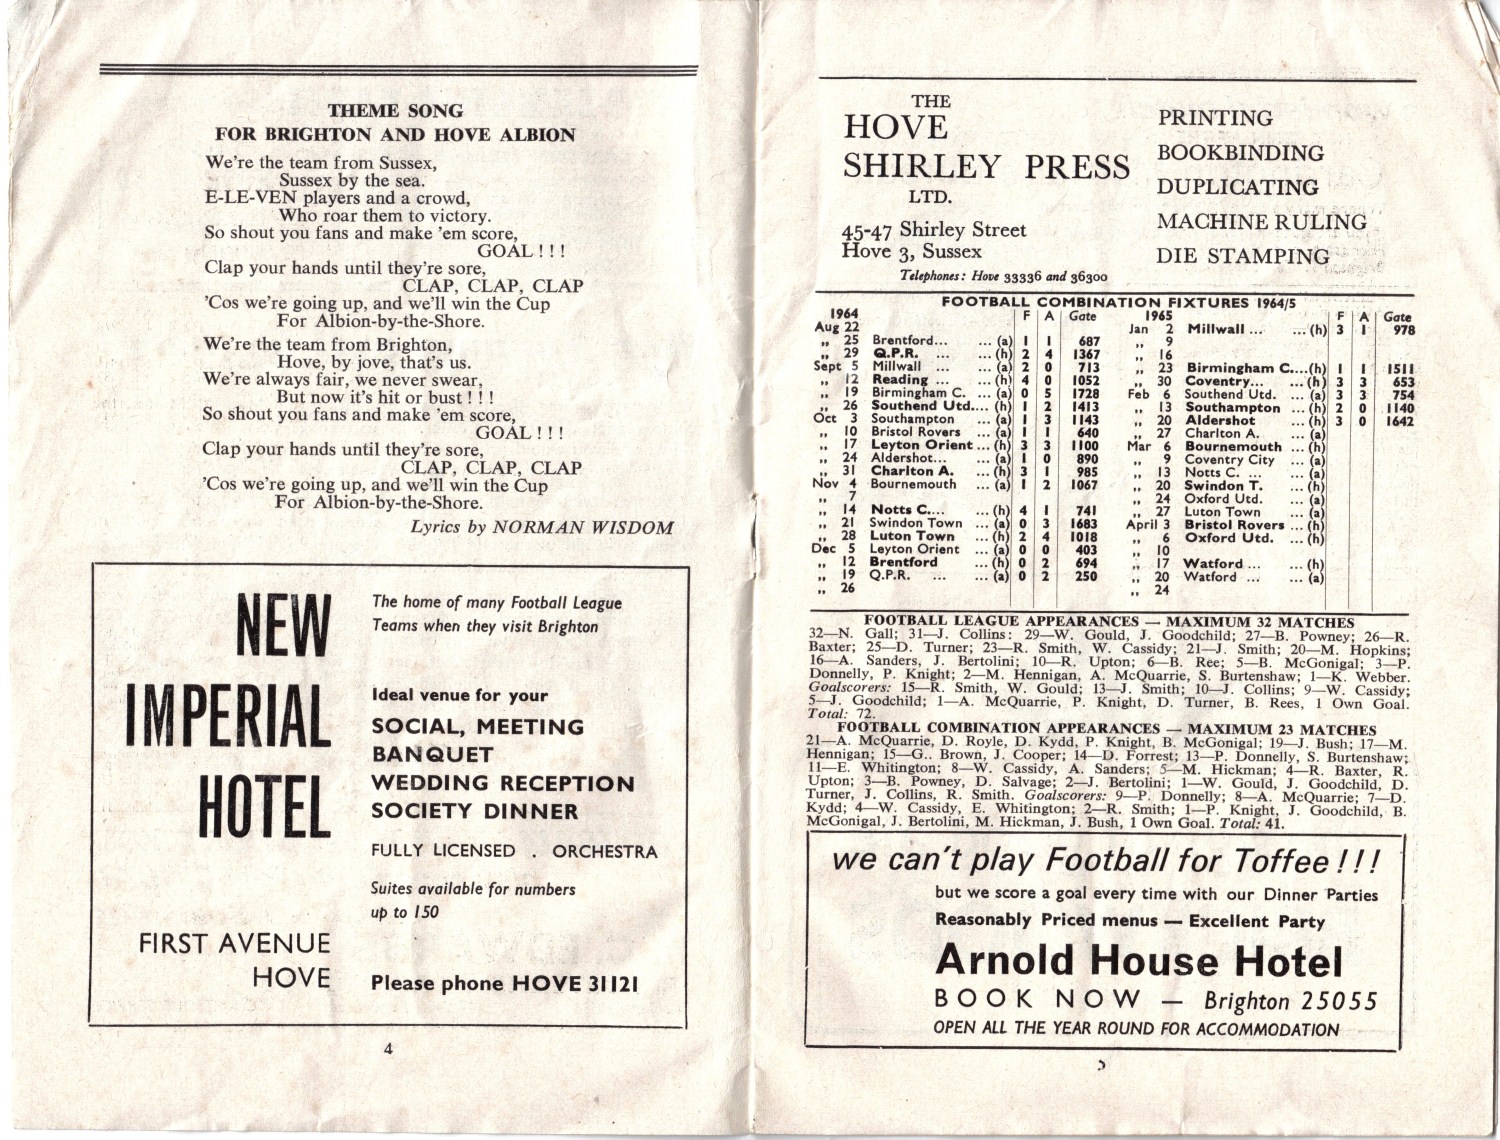 THEME SONG
FOR BRIGHTON AND HOVE ALBION
We're the team from Sussex,
Sussex by the sea.
E-LE-VEN players and a crowd,
Who roar them to victory.
So shout you fans and make 'em score,
GOAL ! ! !
Clap your hands until they're sore,
CLAP, CLAP, CLAP
'Cos we're going up, and we'll win the Cup
For Albion-by-the-Shore.
We're the team from Brighton,
Hove, by jove, that's us.
We're always fair, we never swear,
But now it's hit or bust ! ! !
So shout you fans and make 'em score,
GOAL ! ! !
Clap your hands until they're sore,
CLAP, CLAP, CLAP
'Cos we're going up, and we'll win the Cup
For Albion-by-the-Shore.
Lyrics by NORMAN WISDOM
NEW
IMPERIAL
HOTEL
FIRST AVENUE
HOVE
The home of many Football League
Teams when they visit Brighton
Ideal venue for your
SOCIAL, MEETING
BANQUET
WEDDING RECEPTION
SOCIETY DINNER
FULLY LICENSED . ORCHESTRA
Suites available for numbers
up to 150
Please phone HOVE 31121
4
THE
HOVE
SHIRLEY PRESS
LTD.
45-47 Shirley Street
Hove 3, Sussex
Telephones: Hove 33336 and 36300
PRINTING
BOOKBINDING
DUPLICATING
MACHINE RULING
DIE STAMPING
FOOTBALL COMBINATION FIXTURES 1964/5
1964 F A Gate
Aug 22
„ 25 Brentford... ... (a) 1 1 687
„ 29 Q.P.R. ... ... (h) 2 4 1367
Sept 5 Millwall ... ... (a) 2 0 713
„ 12 Reading ... ... (h) 4 0 1052
„ 19 Birmingham C. ... (a) 0 5 1728
„ 26 Southend Utd.... (h) 1 2 1413
Oct 3 Southampton ... (a) 1 3 1143
„ 10 Bristol Rovers ... (a) 1 1 640
„ 17 Leyton Orient ... (h) 3 3 1100
„ 24 Aldershot... ... (a) 1 0 890
„ 31 Charlton A. ... (h) 3 1 985
Nov 4 Bournemouth ... (a) 1 2 1067
„ 7
„ 14 Notts C.... ... (h) 4 1 741
„ 21 Swindon Town ... (a) 0 3 1683
„ 28 Luton Town ... (h) 2 4 1018
Dec 5 Leyton Orient ... (a) 0 0 403
„ 12 Brentford ... (h) 0 2 694
„ 19 Q.P.R. ... ... (a) 0 2 250
„ 26
1965 F A Gate
Jan 2 Millwall ... ... (h) 3 1 978
„ 9
„ 16
„ 23 Birmingham C....(h) 1 1 1511
„ 30 Coventry... ... (h) 3 3 653
Feb 6 Southend Utd. ... (a) 3 3 754
„ 13 Southampton ... (h) 2 0 1140
„ 20 Aldershot ... (h) 3 0 1642
„ 27 Charlton A. ... (a)
Mar 6 Bournemouth ... (h)
„ 9 Coventry City ... (a)
„ 13 Notts C. ... (a)
„ 20 Swindon T. ... (h)
„ 24 Oxford Utd. ... (a)
„ 27 Luton Town ... (a)
April 3 Bristol Rovers ... (h)
„ 6 Oxford Utd. ... (h)
„ 10
„ 17 Watford ... ... (h)
„ 20 Watford ... ... (a)
„ 24
FOOTBALL LEAGUE APPEARANCES — MAXIMUM 32 MATCHES
32—N. Gall; 31—J. Collins: 29—W. Gould, J. Goodchild; 27—B. Powney; 26—R.
Baxter; 25—D. Turner; 23—R. Smith, W. Cassidy; 21—J. Smith; 20—M. Hopkins;
16—A. Sanders, J. Bertolini; 10—R. Upton; 6—B. Ree; 5—B. McGonigal; 3—P.
Donnelly, P. Knight; 2—M. Hennigan, A. McQuarrie, S. Burtenshaw; 1—K. Webber.
Goalscorers: 15—R. Smith, W. Gould; 13—J. Smith; 10—J. Collins; 9—W. Cassidy;
5—J. Goodchild; 1—A. McQuarrie, P. Knight, D. Turner, B. Rees, 1 Own Goal.
Total: 72.
FOOTBALL COMBINATION APPEARANCES — MAXIMUM 23 MATCHES
21—A. McQuarrie, D. Royle, D. Kydd, P. Knight, B. McGonigal; 19—J. Bush; 17—M.
Hennigan; 15—G.. Brown, J. Cooper; 14—D. Forrest; 13—P. Donnelly, S. Burtenshaw;
11—E. Whitington; 8—W. Cassidy, A. Sanders; 5—M. Hickman; 4—R. Baxter, R.
Upton; 3—B. Powney, D. Salvage; 2—J. Bertolini; 1—W. Gould, J. Goodchild, D.
Turner, J. Collins, R. Smith. Goalscorers: 9—P. Donnelly; 8—A. McQuarrie; 7—D.
Kydd; 4—W. Cassidy, E. Whitington; 2—R. Smith; 1—P. Knight, J. Goodchild, B.
McGonigal, J. Bertolini, M. Hickman, J. Bush, 1 Own Goal. Total: 41.
we can't play Football for Toffee ! ! !
but we score a goal every time with our Dinner Parties
Reasonably Priced menus — Excellent Party
Arnold House Hotel
BOOK NOW — Brighton 25055
OPEN ALL THE YEAR ROUND FOR ACCOMMODATION